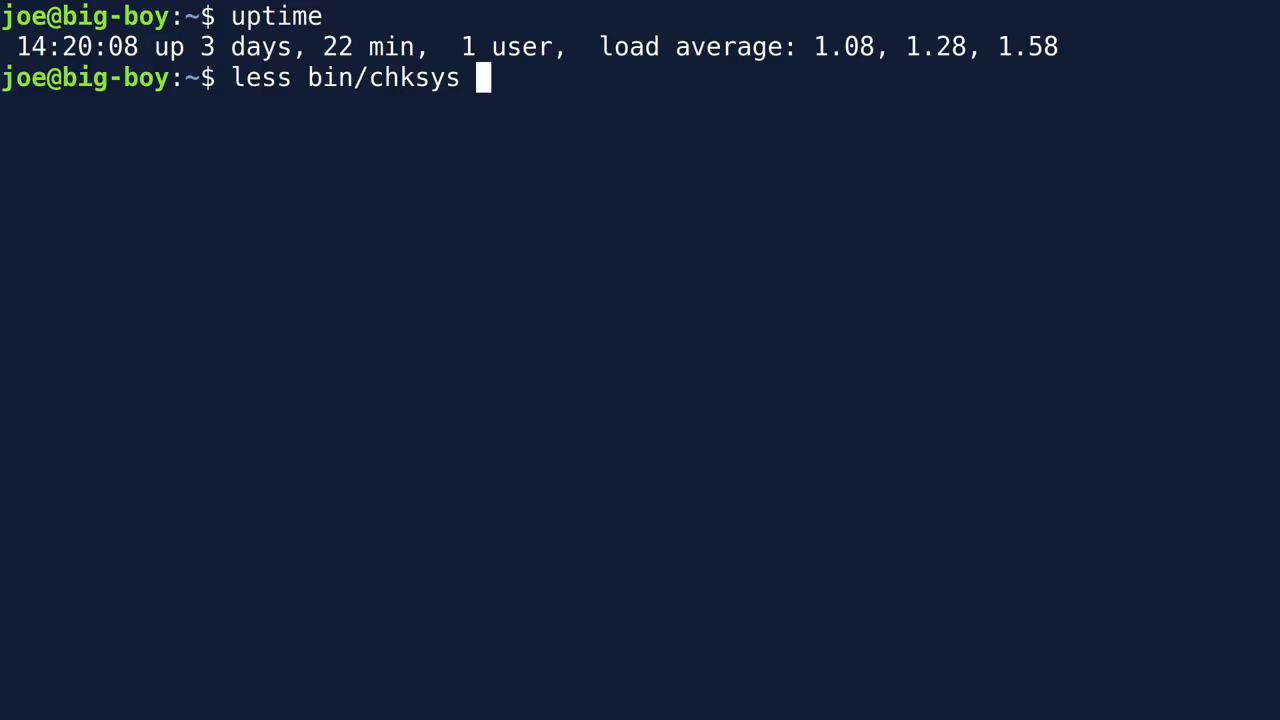 joe@big-boy:~$ uptime
 14:20:08 up 3 days, 22 min,  1 user,  load average: 1.08, 1.28, 1.58
joe@big-boy:~$ less bin/chksys